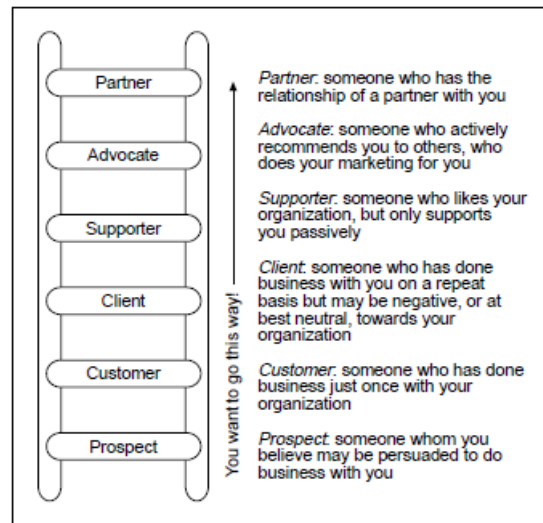 Partner
Advocate
Supporter
Client
Customer
Prospect
You want to go this way!
Partner: someone who has the
relationship of a partner with you
Advocate: someone who actively
recommends you to others, who
does your marketing for you
Supporter: someone who likes your
organization, but only supports
you passively
Client: someone who has done
business with you on a repeat
basis but may be negative, or at
best neutral, towards your
organization
Customer: someone who has done
business just once with your
organization
Prospect: someone whom you
believe may be persuaded to do
business with you